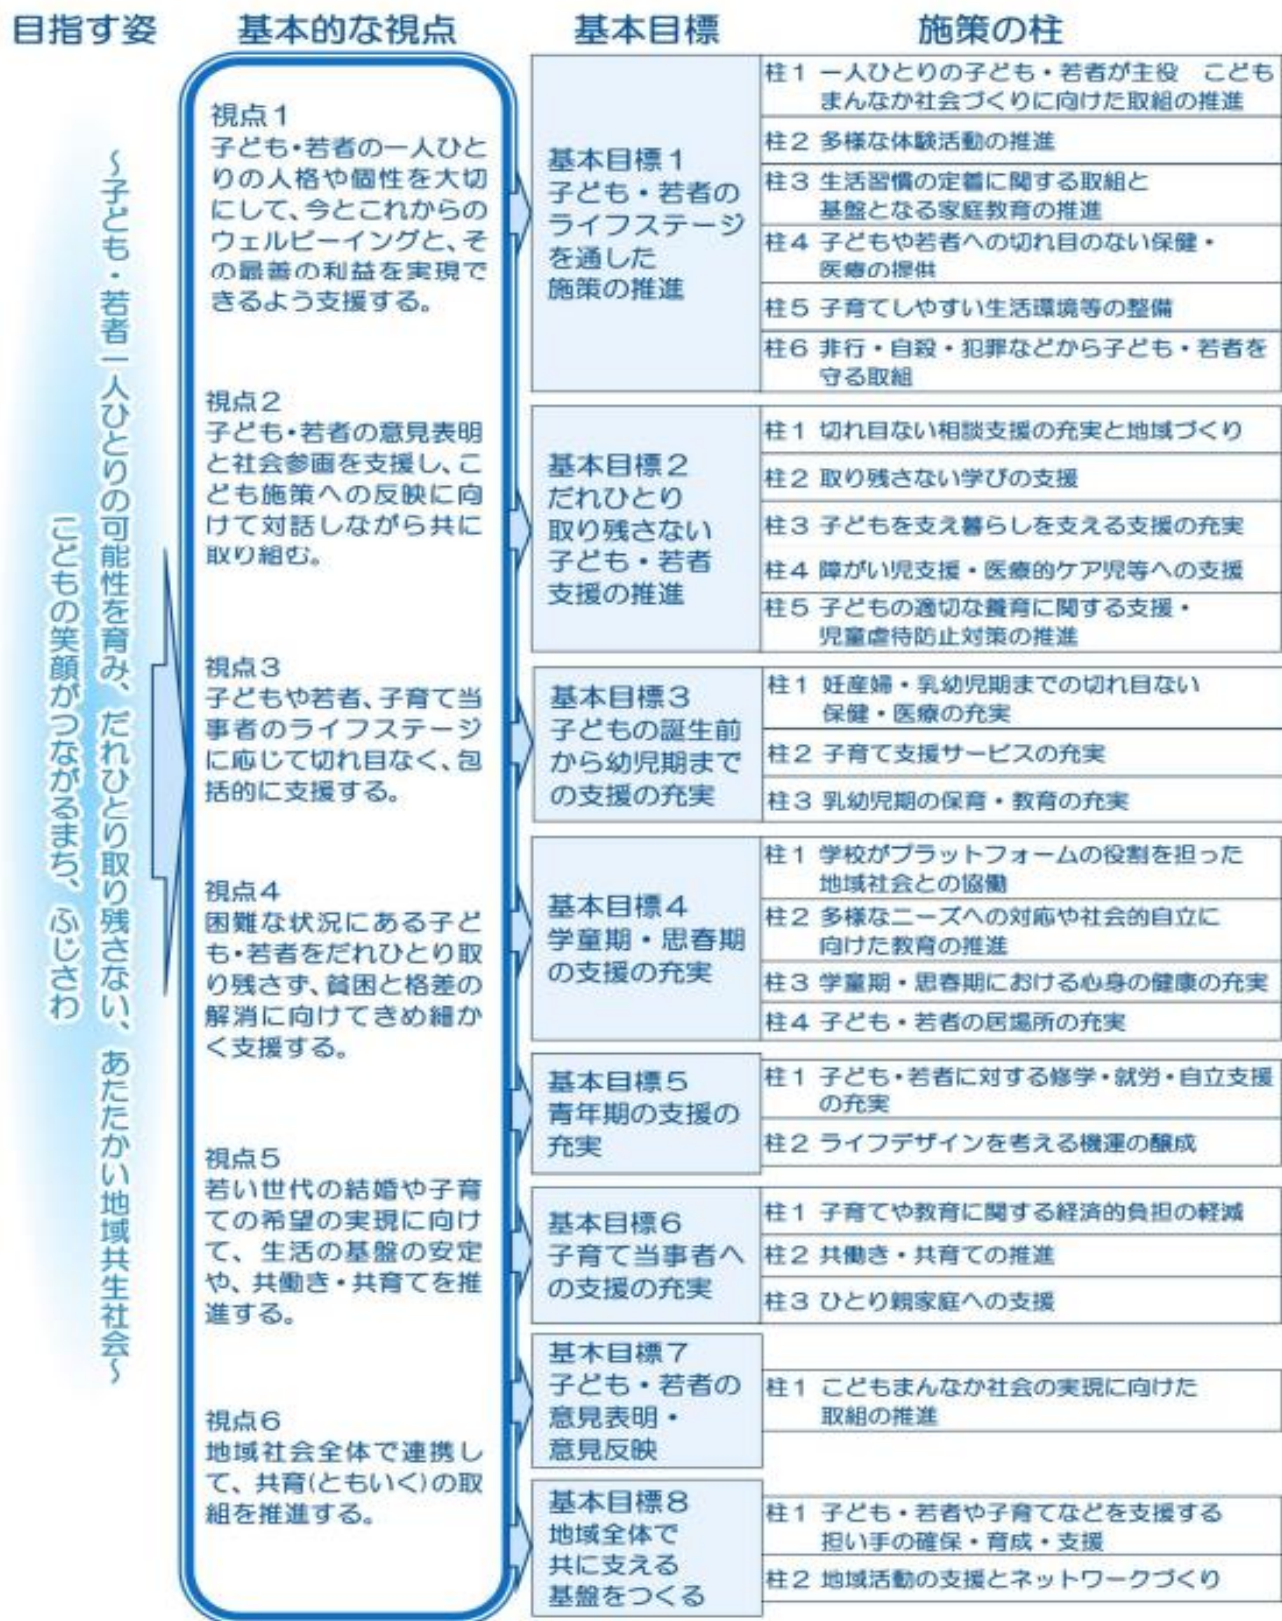 目指す姿
基本的な視点
基本目標
施策の柱
～子ども・若者一人ひとりの可能性を育み、だれひとり取り残さない、あたたかい地域共生社会～
こどもの笑顔がつながるまち、ふじさわ
視点1
子ども・若者の一人ひと
りの人格や個性を大切
にして、今とこれからの
ウェルビーイングと、そ
の最善の利益を実現で
きるよう支援する。
視点2
子ども・若者の意見表明
と社会参画を支援し、こ
ども施策への反映に向
けて対話しながら共に
取り組む。
視点3
子どもや若者、子育て当
事者のライフステージ
に応じて切れ目なく、包
括的に支援する。
視点4
困難な状況にある子ど
も・若者をだれひとり取
り残さず、貧困と格差の
解消に向けてきめ細か
く支援する。
視点5
若い世代の結婚や子育
ての希望の実現に向け
て、生活の基盤の安定
や、共働き・共育てを推
進する。
視点6
地域社会全体で連携し
て、共育(ともいく)の取
組を推進する。
基本目標1
子ども・若者の
ライフステージ
を通した
施策の推進
柱1 一人ひとりの子ども・若者が主役 こども
まんなか社会づくりに向けた取組の推進
柱2 多様な体験活動の推進
柱3 生活習慣の定着に関する取組と
基盤となる家庭教育の推進
柱4 子どもや若者への切れ目のない保健・
医療の提供
柱5 子育てしやすい生活環境等の整備
柱6 非行・自殺・犯罪などから子ども・若者を
守る取組
基本目標2
だれひとり
取り残さない
子ども・若者
支援の推進
柱1 切れ目ない相談支援の充実と地域づくり
柱2 取り残さない学びの支援
柱3 子どもを支え暮らしを支える支援の充実
柱4 障がい児支援・医療的ケア児等への支援
柱5 子どもの適切な養育に関する支援・
児童虐待防止対策の推進
基本目標3
子どもの誕生前
から幼児期まで
の支援の充実
柱1 妊産婦・乳幼児期までの切れ目ない
保健・医療の充実
柱2 子育て支援サービスの充実
柱3 乳幼児期の保育・教育の充実
基本目標4
学童期・思春期
の支援の充実
柱1 学校がプラットフォームの役割を担った
地域社会との協働
柱2 多様なニーズへの対応や社会的自立に
向けた教育の推進
柱3 学童期・思春期における心身の健康の充実
柱4 子ども・若者の居場所の充実
基本目標5
青年期の支援の
充実
柱1 子ども・若者に対する修学・就労・自立支援
の充実
柱2 ライフデザインを考える機運の醸成
基本目標6
子育て当事者へ
の支援の充実
柱1 子育てや教育に関する経済的負担の軽減
柱2 共働き・共育ての推進
柱3 ひとり親家庭への支援
基本目標7
子ども・若者の
意見表明・
意見反映
柱1 こどもまんなか社会の実現に向けた
取組の推進
基本目標8
地域全体で
共に支える
基盤をつくる
柱1 子ども・若者や子育てなどを支援する
担い手の確保・育成・支援
柱2 地域活動の支援とネットワークづくり